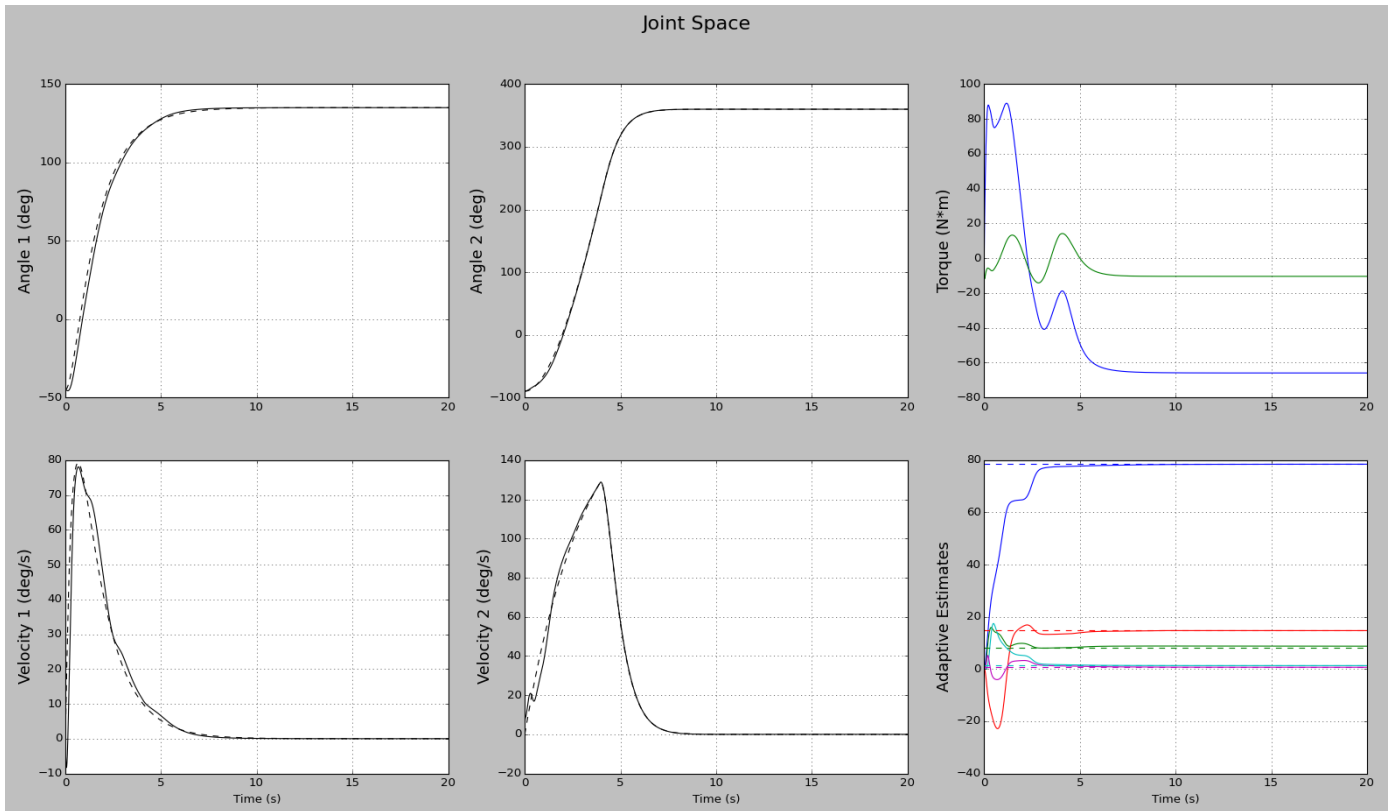 Joint Space
Angle 1 (deg)
150
100
50
0
−50
0 5 10 15 20
Angle 2 (deg)
400
300
200
100
0
−100
0 5 10 15 20
Torque (N*m)
100
80
60
40
20
0
−20
−40
−60
−80
0 5 10 15 20
Velocity 1 (deg/s)
80
70
60
50
40
30
20
10
0
−10
0 5 10 15 20
Time (s)
Velocity 2 (deg/s)
140
120
100
80
60
40
20
0
−20
0 5 10 15 20
Time (s)
Adaptive Estimates
80
60
40
20
0
−20
−40
0 5 10 15 20
Time (s)